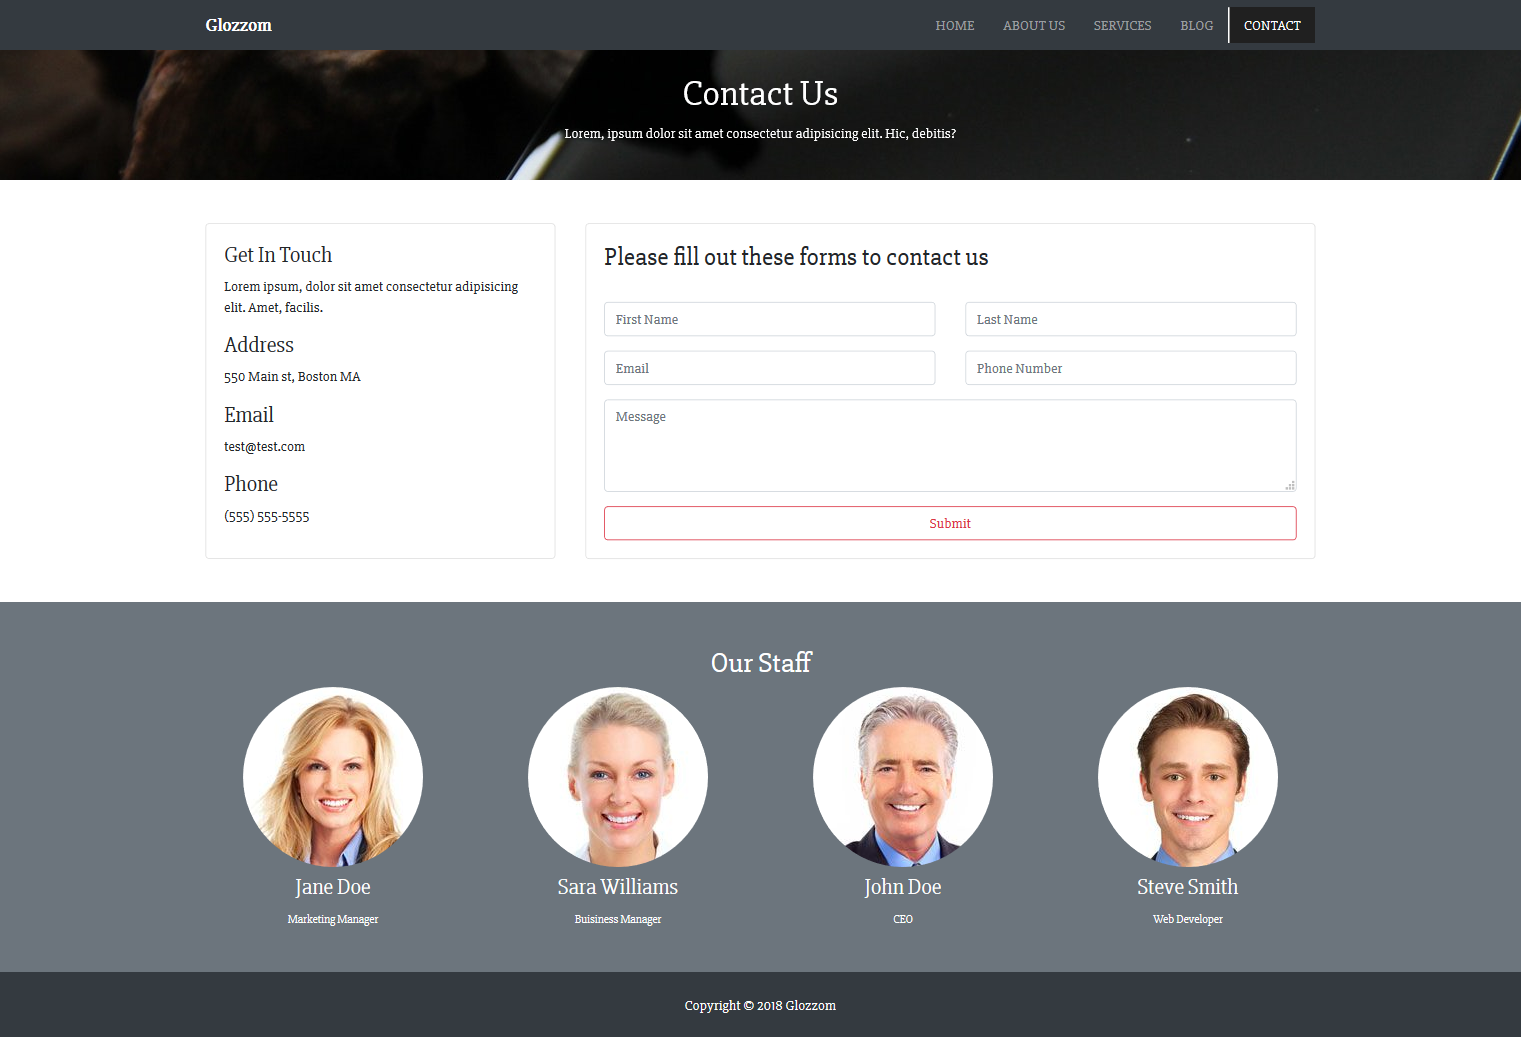 Glozzom
HOME
ABOUT US
SERVICES
BLOG
CONTACT
Contact Us
Lorem, ipsum dolor sit amet consectetur adipisicing elit. Hic, debitis?
Get In Touch
Lorem ipsum, dolor sit amet consectetur adipisicing
elit. Amet, facilis.
Address
550 Main st, Boston MA
Email
test@test.com
Phone
(555) 555-5555
Please fill out these forms to contact us
First Name
Last Name
Email
Phone Number
Message
Submit
Our Staff
Jane Doe
Marketing Manager
Sara Williams
Buisiness Manager
John Doe
CEO
Steve Smith
Web Developer
Copyright © 2018 Glozzom